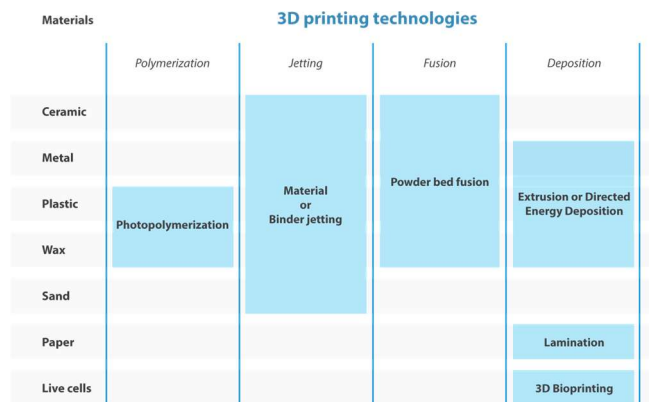 Materials
3D printing technologies
Polymerization
Jetting
Fusion
Deposition
Ceramic
Metal
Plastic
Wax
Sand
Paper
Live cells
Photopolymerization
Material
or
Binder jetting
Powder bed fusion
Extrusion or Directed
Energy Deposition
Lamination
3D Bioprinting